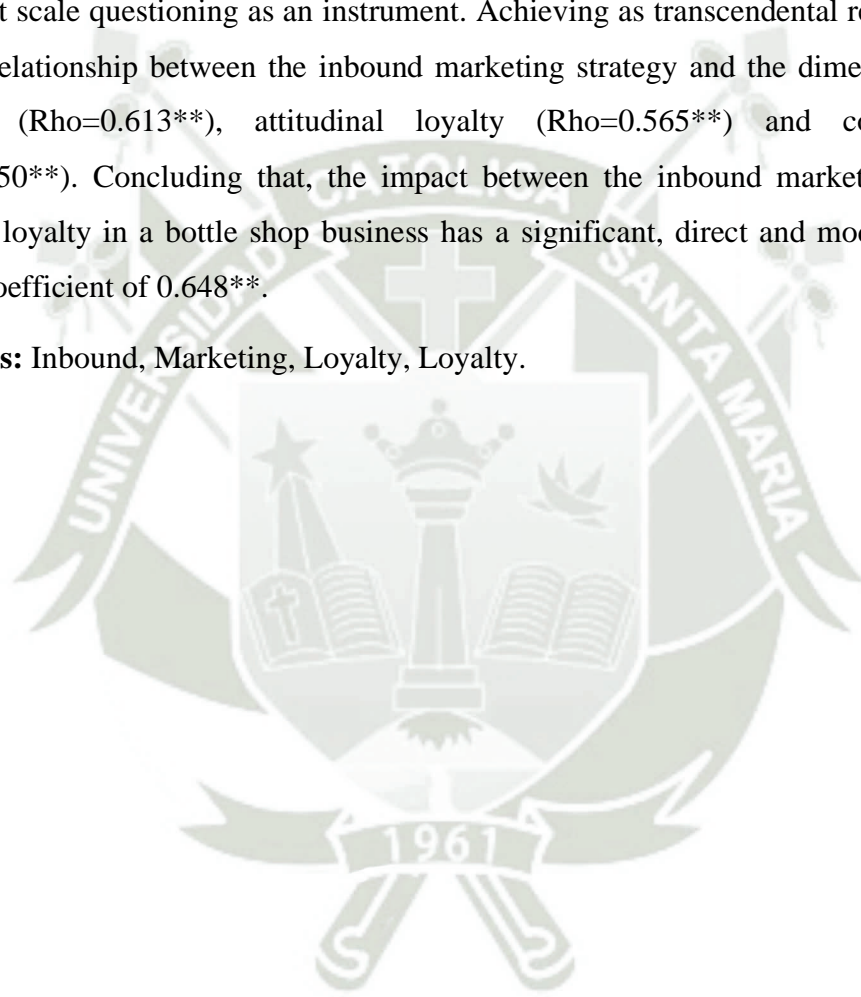 t scale questioning as an instrument. Achieving as transcendental re
elationship between the inbound marketing strategy and the dime
(Rho=0.613**), attitudinal loyalty (Rho=0.565**) and co
50**). Concluding that, the impact between the inbound market
loyalty in a bottle shop business has a significant, direct and mod
oefficient of 0.648**.
s: Inbound, Marketing, Loyalty, Loyalty.
UNIVERSIDAD CATOLICA SANTA MARIA
1961